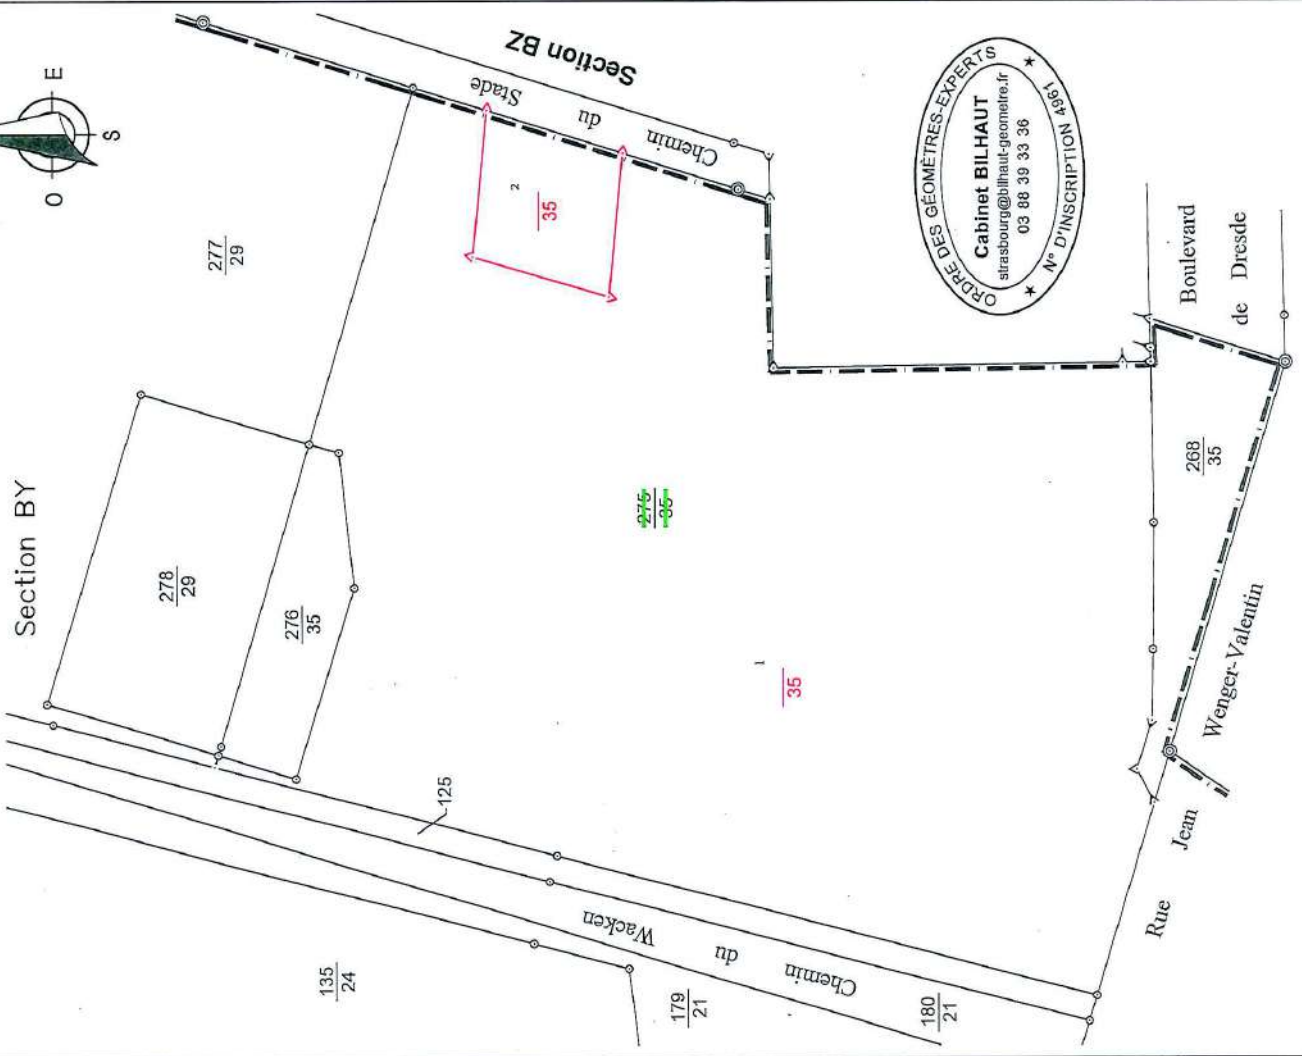 Section BY
O
E
S
277
29
278
29
276
35
275
35
1
35
2
35
Section BZ
Chemin du Stade
125
135
24
179
21
180
21
Chemin du Wacken
268
35
Boulevard
de Dresde
Rue Jean Wenger-Valentin
ORDRE DES GÉOMÈTRES-EXPERTS
Cabinet BILHAUT
strasbourg@bilhaut-geometre.fr
03 88 39 33 36
★ N° D'INSCRIPTION 4961 ★